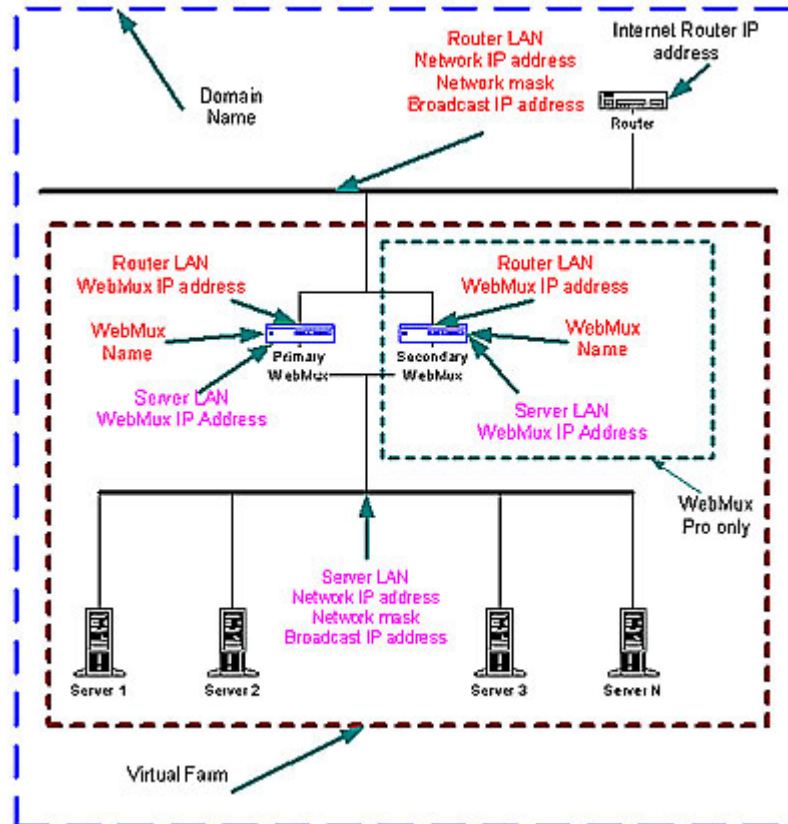 Internet Router IP
address
Router LAN
Network IP address
Network mask
Broadcast IP address
Domain
Name
Router
Router LAN
WebMux IP address
Router LAN
WebMux IP address
WebMux
Name
WebMux
Name
Primary
WebMux
Secondary
WebMux
Server LAN
WebMux IP Address
Server LAN
WebMux IP Address
WebMux
Pro only
Server LAN
Network IP address
Network mask
Broadcast IP address
Server 1
Server 2
Server 3
Server N
Virtual Farm